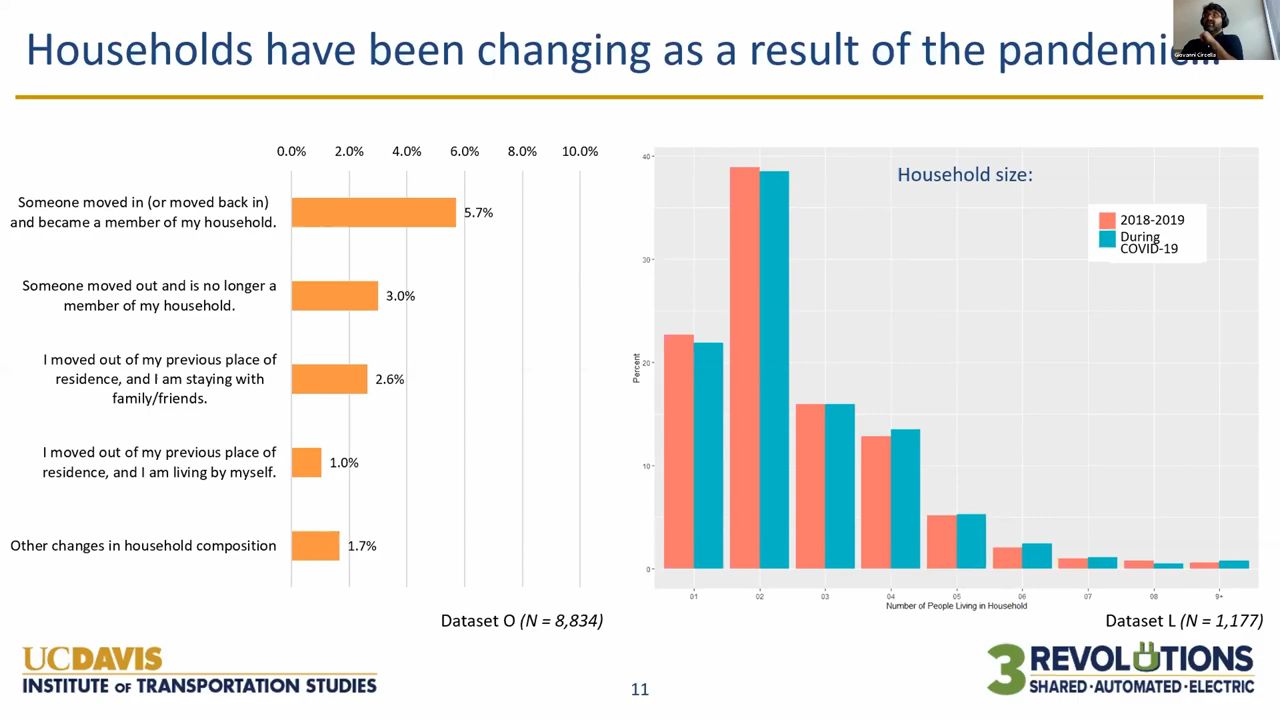 Households have been changing as a result of the pandemic...
Giovanni Circella
0.0% 2.0% 4.0% 6.0% 8.0% 10.0%
Someone moved in (or moved back in)
and became a member of my household.
5.7%
Someone moved out and is no longer a
member of my household.
3.0%
I moved out of my previous place of
residence, and I am staying with
family/friends.
2.6%
I moved out of my previous place of
residence, and I am living by myself.
1.0%
Other changes in household composition
1.7%
Dataset O (N = 8,834)
Household size:
2018-2019
During
COVID-19
Percent
40
30
20
10
0
01 02 03 04 05 06 07 08 9+
Number of People Living in Household
Dataset L (N = 1,177)
UCDAVIS
INSTITUTE OF TRANSPORTATION STUDIES
11
3 REVOLUTIONS
SHARED·AUTOMATED·ELECTRIC